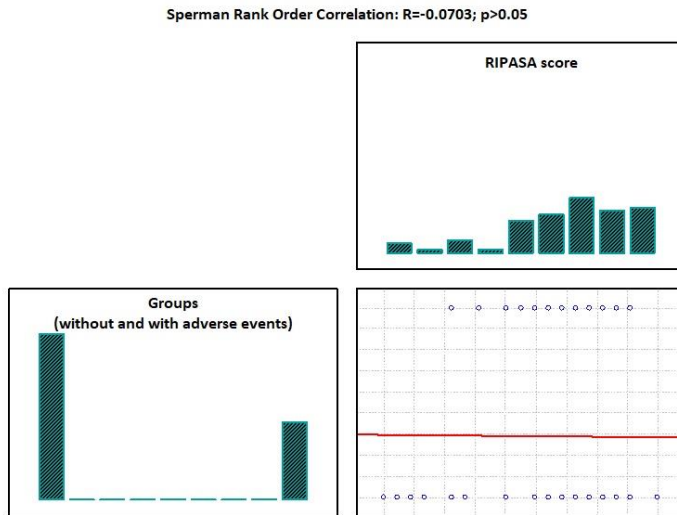 Sperman Rank Order Correlation: R=-0.0703; p>0.05
RIPASA score
Groups
(without and with adverse events)